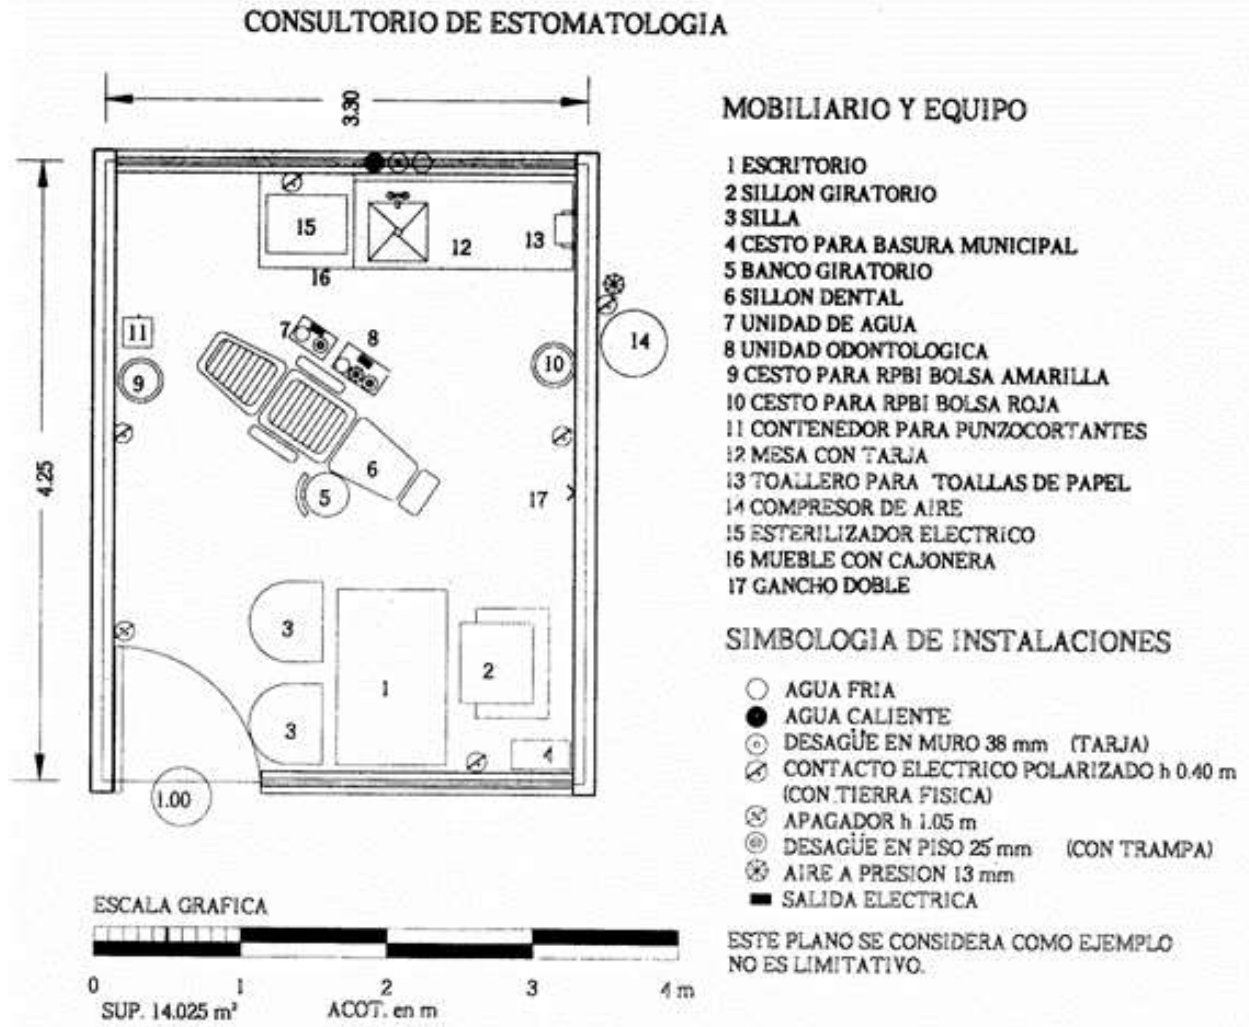 CONSULTORIO DE ESTOMATOLOGIA
3.30
4.25
15
12
13
16
11
7
8
14
9
10
6
5
17
3
2
1
3
4
1.00
ESCALA GRAFICA
0 1 2 3 4 m
SUP. 14.025 m² ACOT. en m
MOBILIARIO Y EQUIPO
1 ESCRITORIO
2 SILLON GIRATORIO
3 SILLA
4 CESTO PARA BASURA MUNICIPAL
5 BANCO GIRATORIO
6 SILLON DENTAL
7 UNIDAD DE AGUA
8 UNIDAD ODONTOLOGICA
9 CESTO PARA RPBI BOLSA AMARILLA
10 CESTO PARA RPBI BOLSA ROJA
11 CONTENEDOR PARA PUNZOCORTANTES
12 MESA CON TARJA
13 TOALLERO PARA TOALLAS DE PAPEL
14 COMPRESOR DE AIRE
15 ESTERILIZADOR ELECTRICO
16 MUEBLE CON CAJONERA
17 GANCHO DOBLE
SIMBOLOGIA DE INSTALACIONES
AGUA FRIA
AGUA CALIENTE
DESAGÜE EN MURO 38 mm (TARJA)
CONTACTO ELECTRICO POLARIZADO h 0.40 m
(CON TIERRA FISICA)
APAGADOR h 1.05 m
DESAGÜE EN PISO 25 mm (CON TRAMPA)
AIRE A PRESION 13 mm
SALIDA ELECTRICA
ESTE PLANO SE CONSIDERA COMO EJEMPLO
NO ES LIMITATIVO.